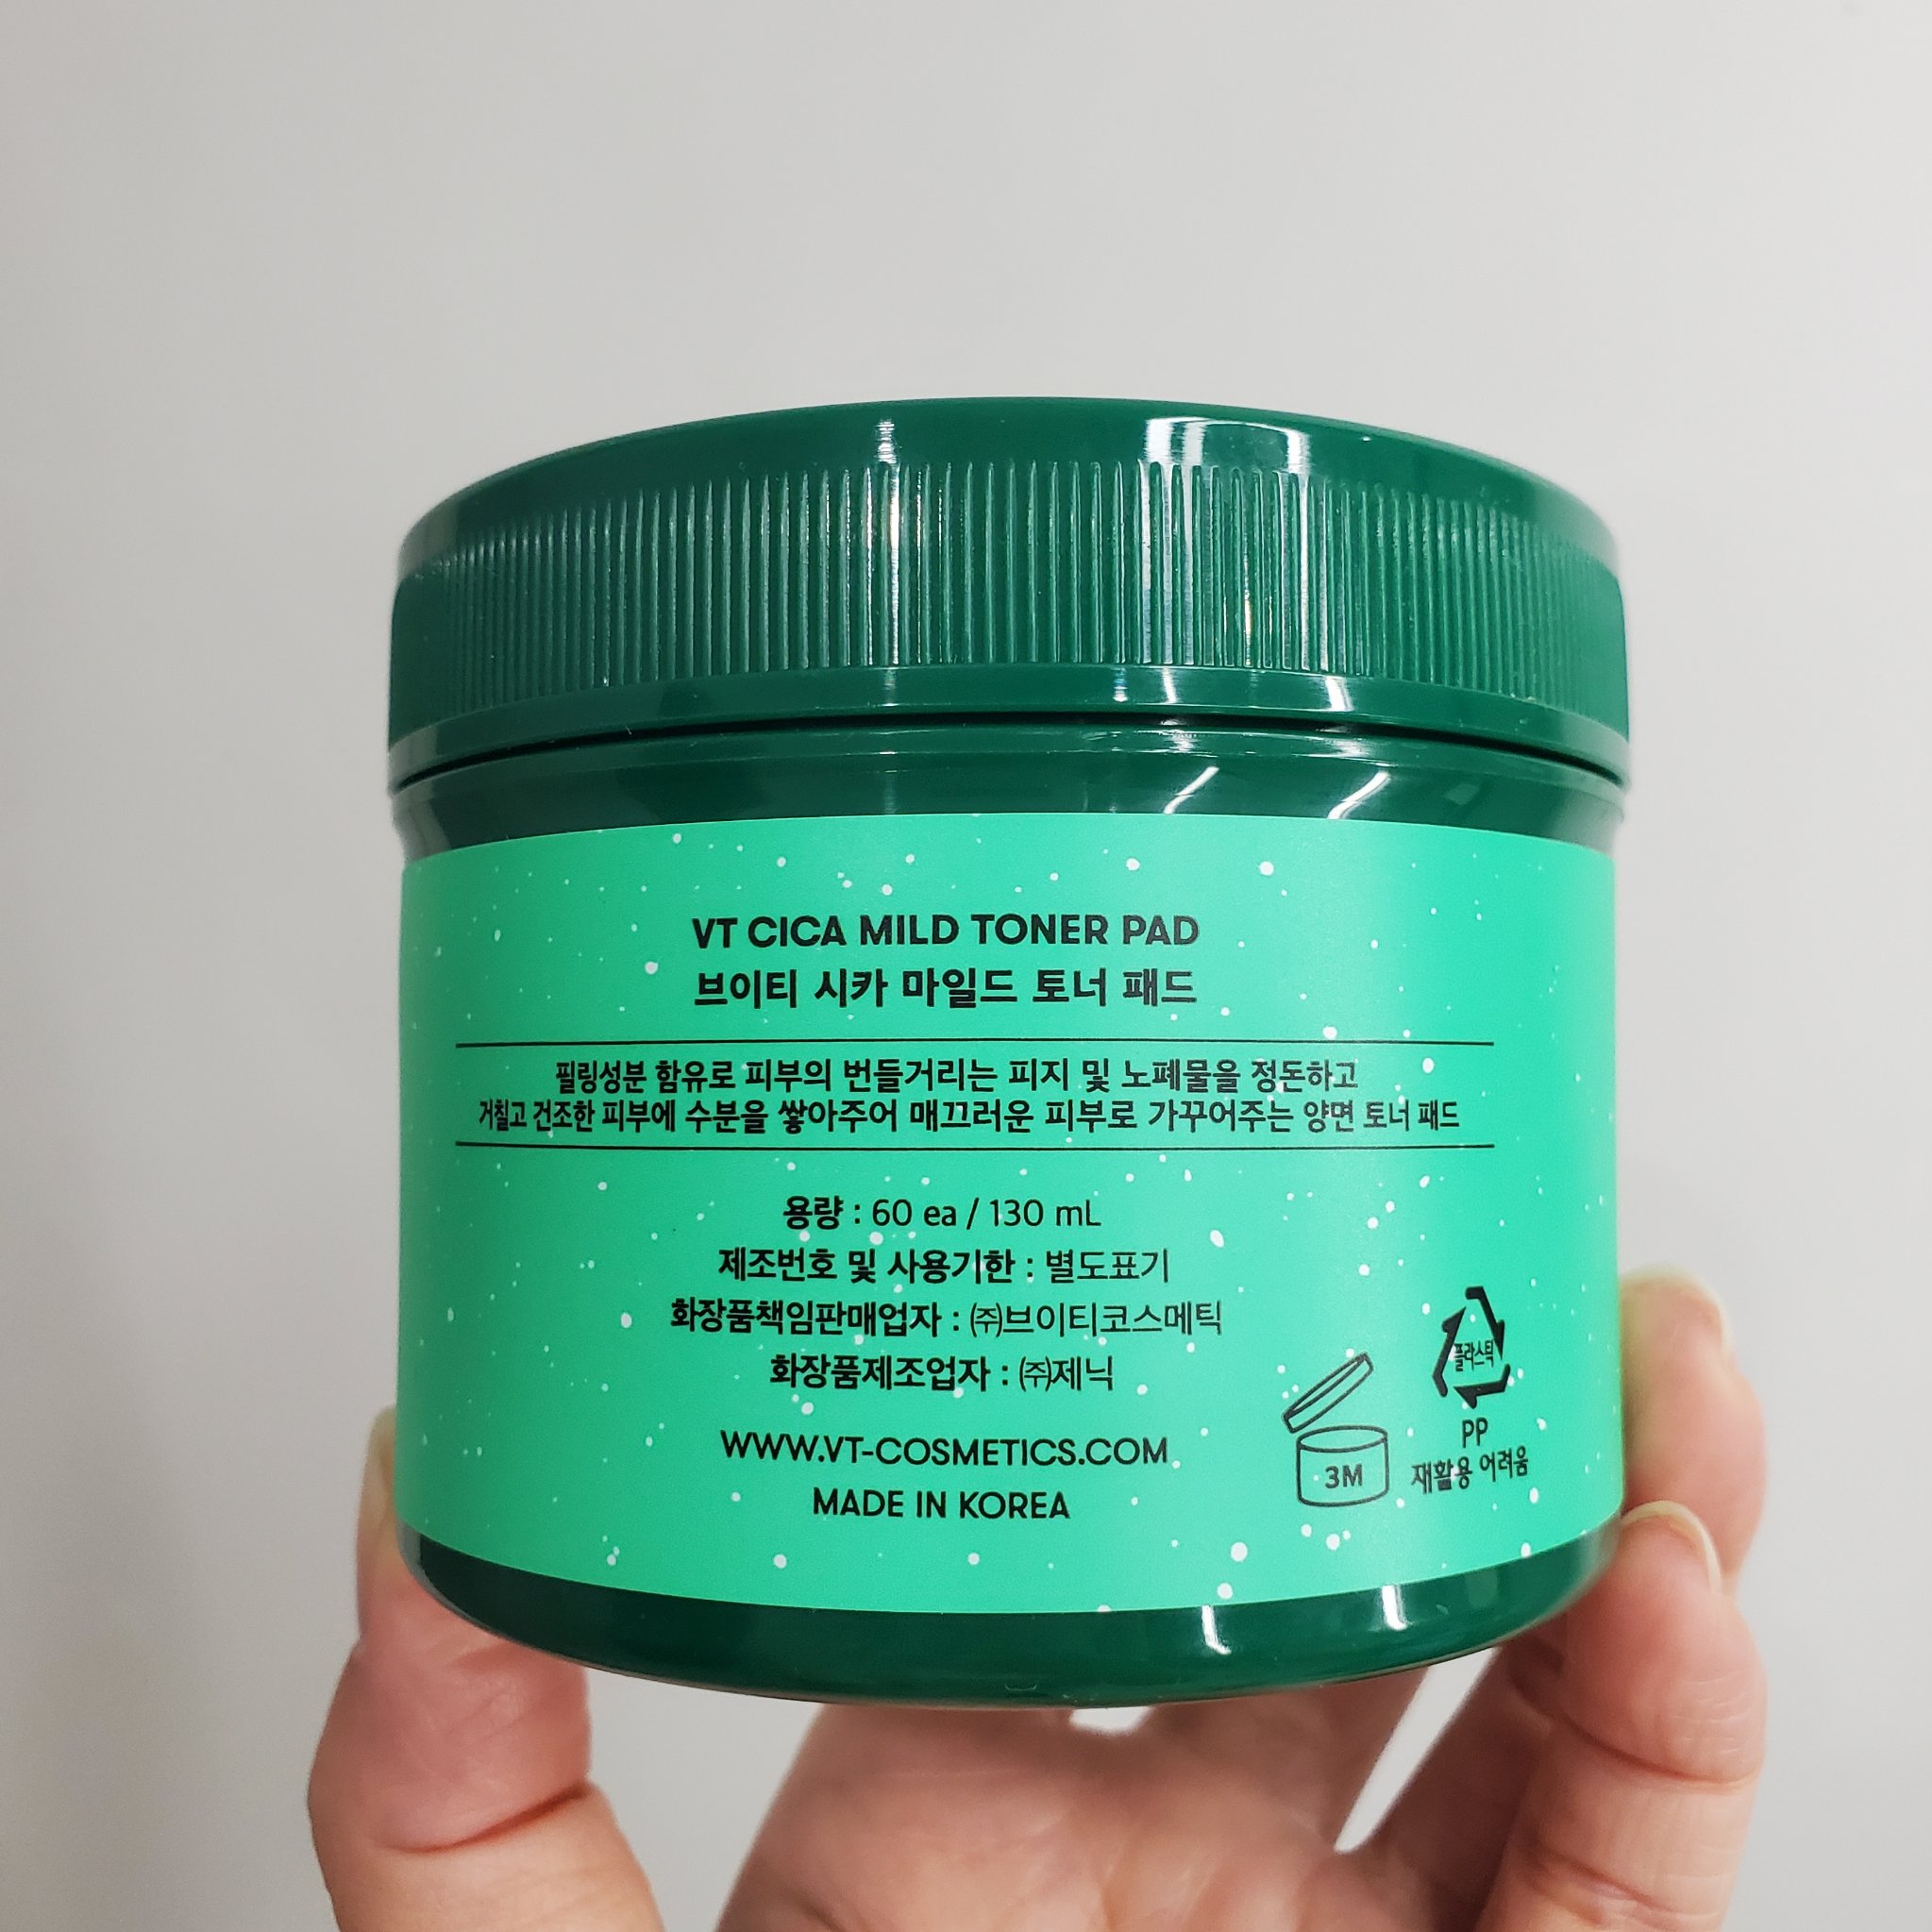 VT CICA MILD TONER PAD
브이티 시카 마일드 토너 패드
필링성분 함유로 피부의 번들거리는 피지 및 노폐물을 정돈하고
거칠고 건조한 피부에 수분을 쌓아주어 매끄러운 피부로 가꾸어주는 양면 토너 패드
용량 : 60 ea / 130 mL
제조번호 및 사용기한 : 별도표기
화장품책임판매업자 : ㈜브이티코스메틱
화장품제조업자 : ㈜제닉
WWW.VT-COSMETICS.COM
MADE IN KOREA
3M
플라스틱
PP
재활용 어려움